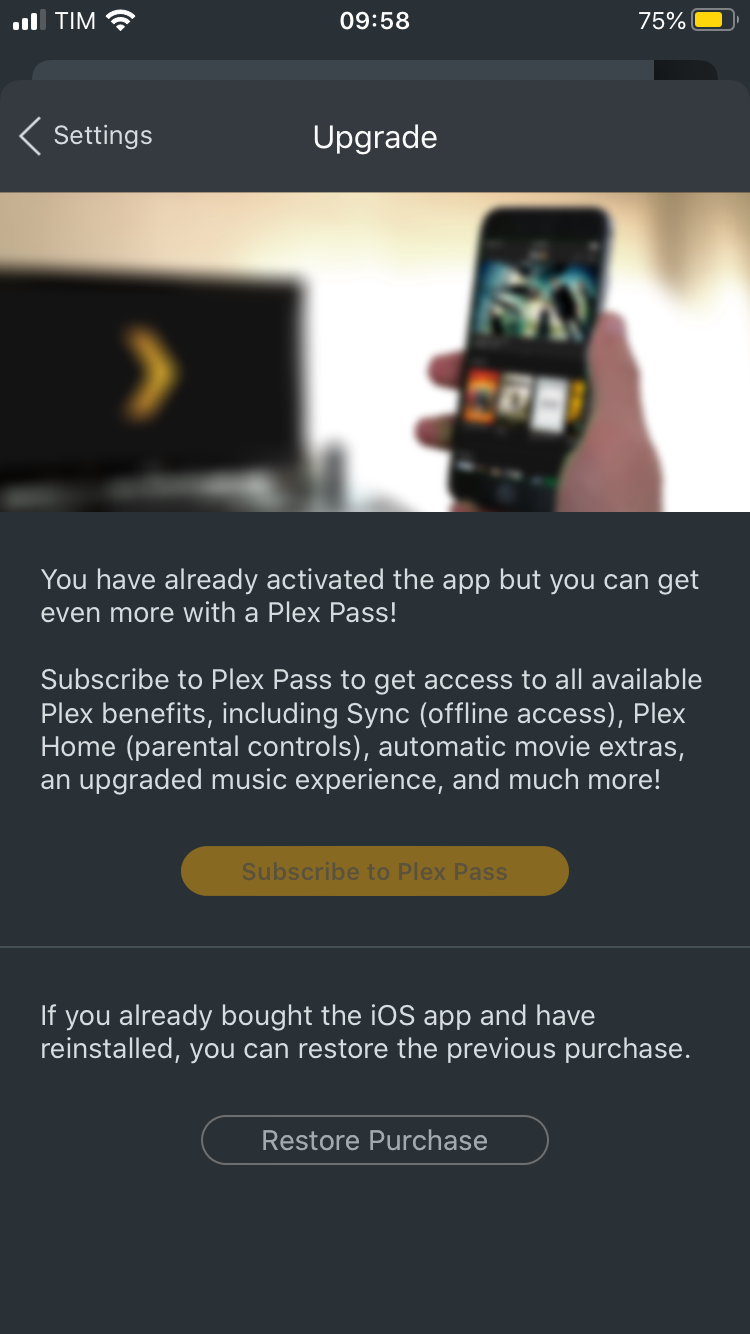 TIM 09:58 75%
Settings Upgrade
You have already activated the app but you can get
even more with a Plex Pass!
Subscribe to Plex Pass to get access to all available
Plex benefits, including Sync (offline access), Plex
Home (parental controls), automatic movie extras,
an upgraded music experience, and much more!
Subscribe to Plex Pass
If you already bought the iOS app and have
reinstalled, you can restore the previous purchase.
Restore Purchase